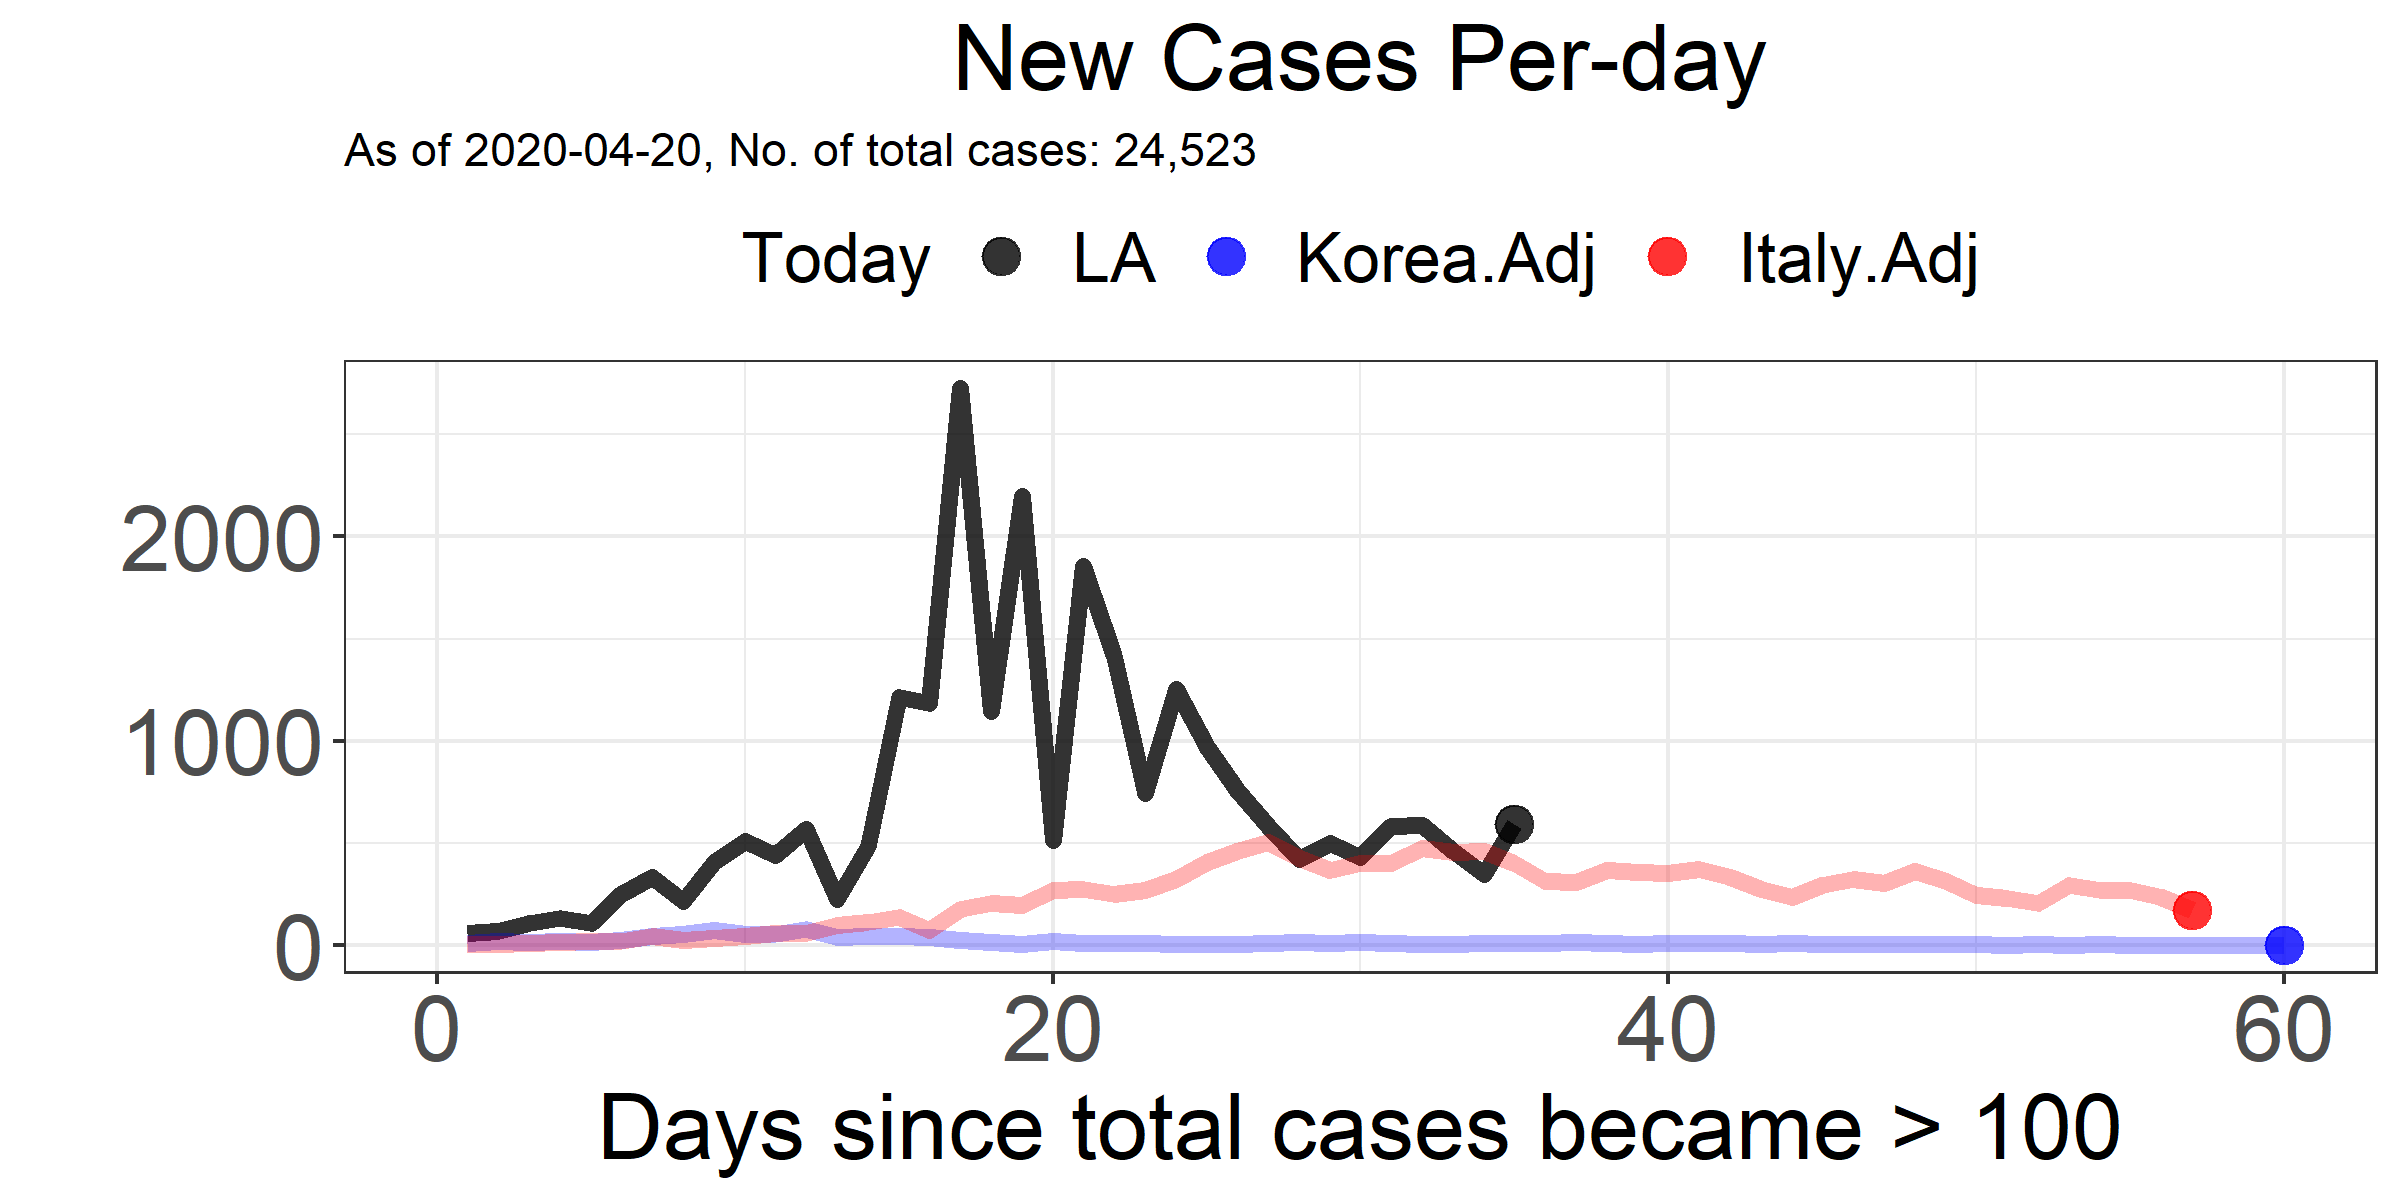 New Cases Per-day
As of 2020-04-20, No. of total cases: 24,523
Today LA Korea.Adj Italy.Adj
2000
1000
0
0 20 40 60
Days since total cases became > 100